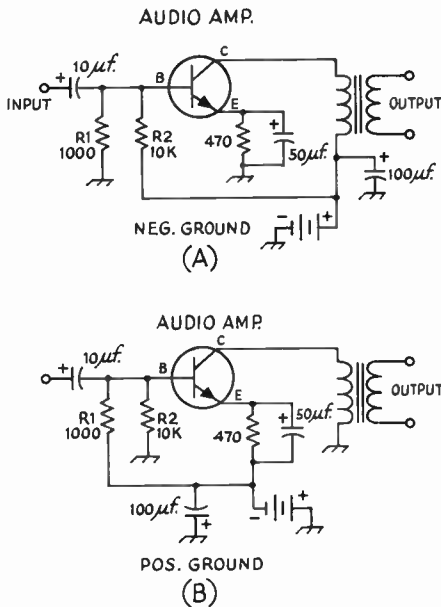 AUDIO AMP.
C
+ 10µf.
B
E
INPUT
R1
1000
R2
10K
470
+
50µf.
OUTPUT
+
100µf.
- +
NEG. GROUND
(A)
AUDIO AMP.
C
+ 10µf.
B
E
R1
1000
R2
10K
470
+
50µf.
OUTPUT
100µf.
+
- +
POS. GROUND
(B)